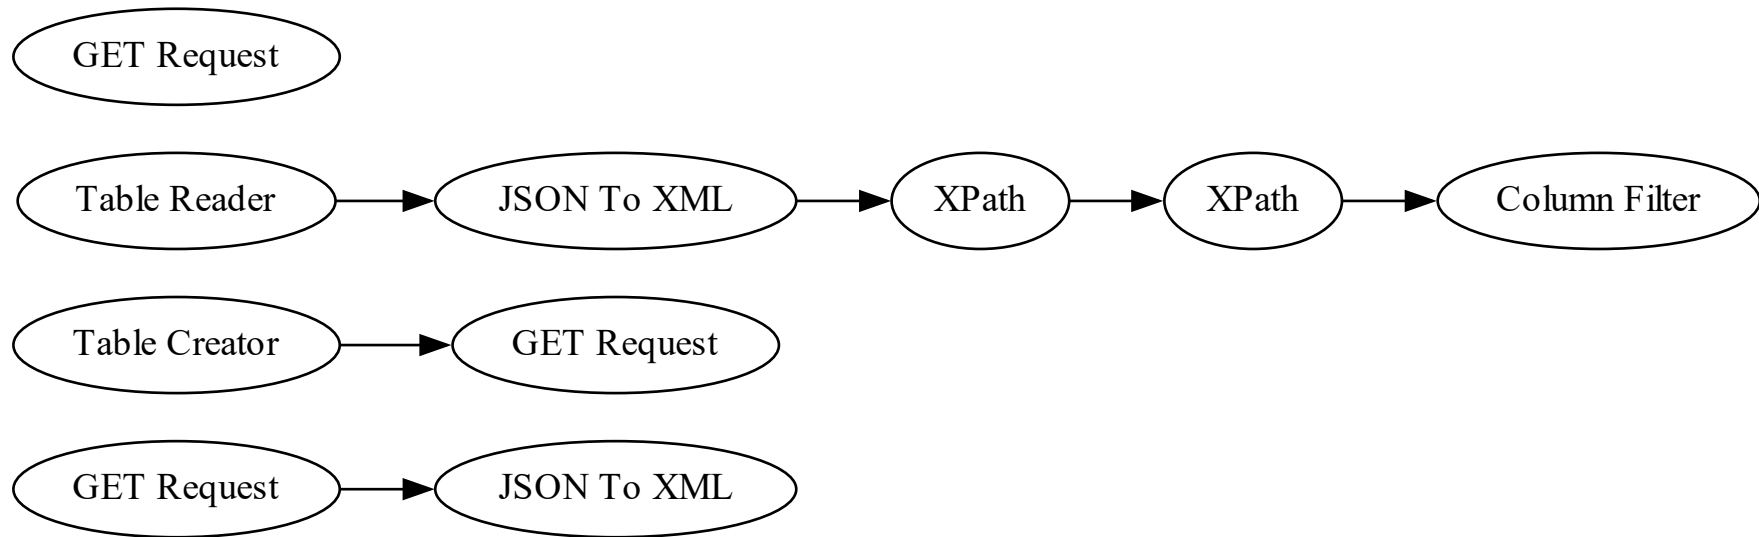 GET Request
Table Reader JSON To XML XPath XPath Column Filter
Table Creator GET Request
GET Request JSON To XML